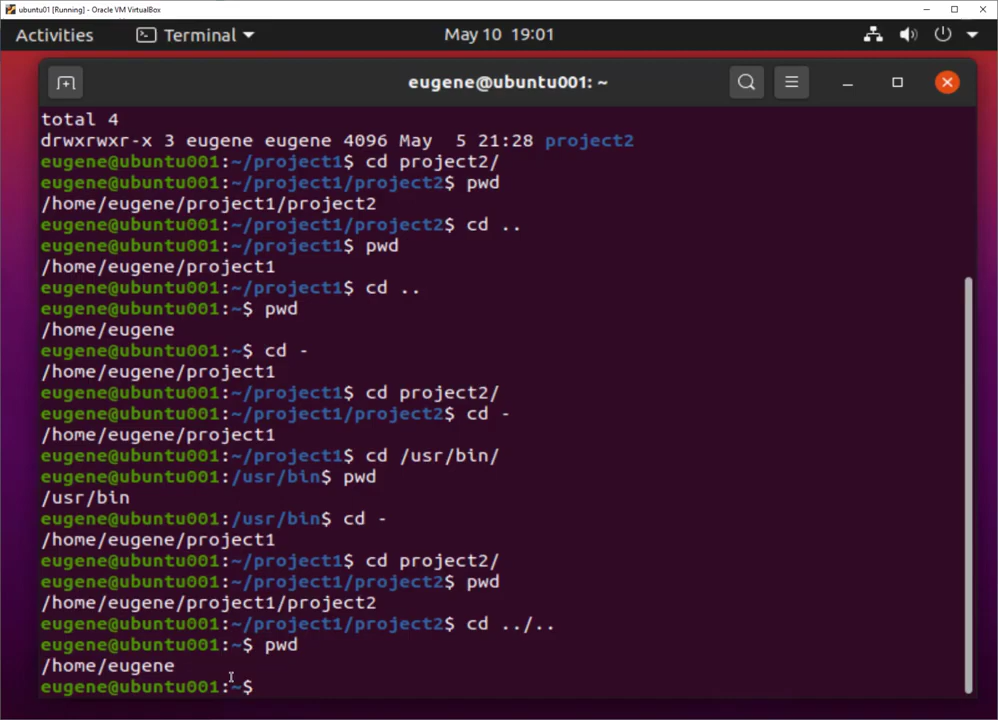 ubuntu01 [Running] - Oracle VM VirtualBox
Activities Terminal May 10 19:01
eugene@ubuntu001: ~
total 4
drwxrwxr-x 3 eugene eugene 4096 May  5 21:28 project2
eugene@ubuntu001:~/project1$ cd project2/
eugene@ubuntu001:~/project1/project2$ pwd
/home/eugene/project1/project2
eugene@ubuntu001:~/project1/project2$ cd ..
eugene@ubuntu001:~/project1$ pwd
/home/eugene/project1
eugene@ubuntu001:~/project1$ cd ..
eugene@ubuntu001:~$ pwd
/home/eugene
eugene@ubuntu001:~$ cd -
/home/eugene/project1
eugene@ubuntu001:~/project1$ cd project2/
eugene@ubuntu001:~/project1/project2$ cd -
/home/eugene/project1
eugene@ubuntu001:~/project1$ cd /usr/bin/
eugene@ubuntu001:/usr/bin$ pwd
/usr/bin
eugene@ubuntu001:/usr/bin$ cd -
/home/eugene/project1
eugene@ubuntu001:~/project1$ cd project2/
eugene@ubuntu001:~/project1/project2$ pwd
/home/eugene/project1/project2
eugene@ubuntu001:~/project1/project2$ cd ../..
eugene@ubuntu001:~$ pwd
/home/eugene
eugene@ubuntu001:~$